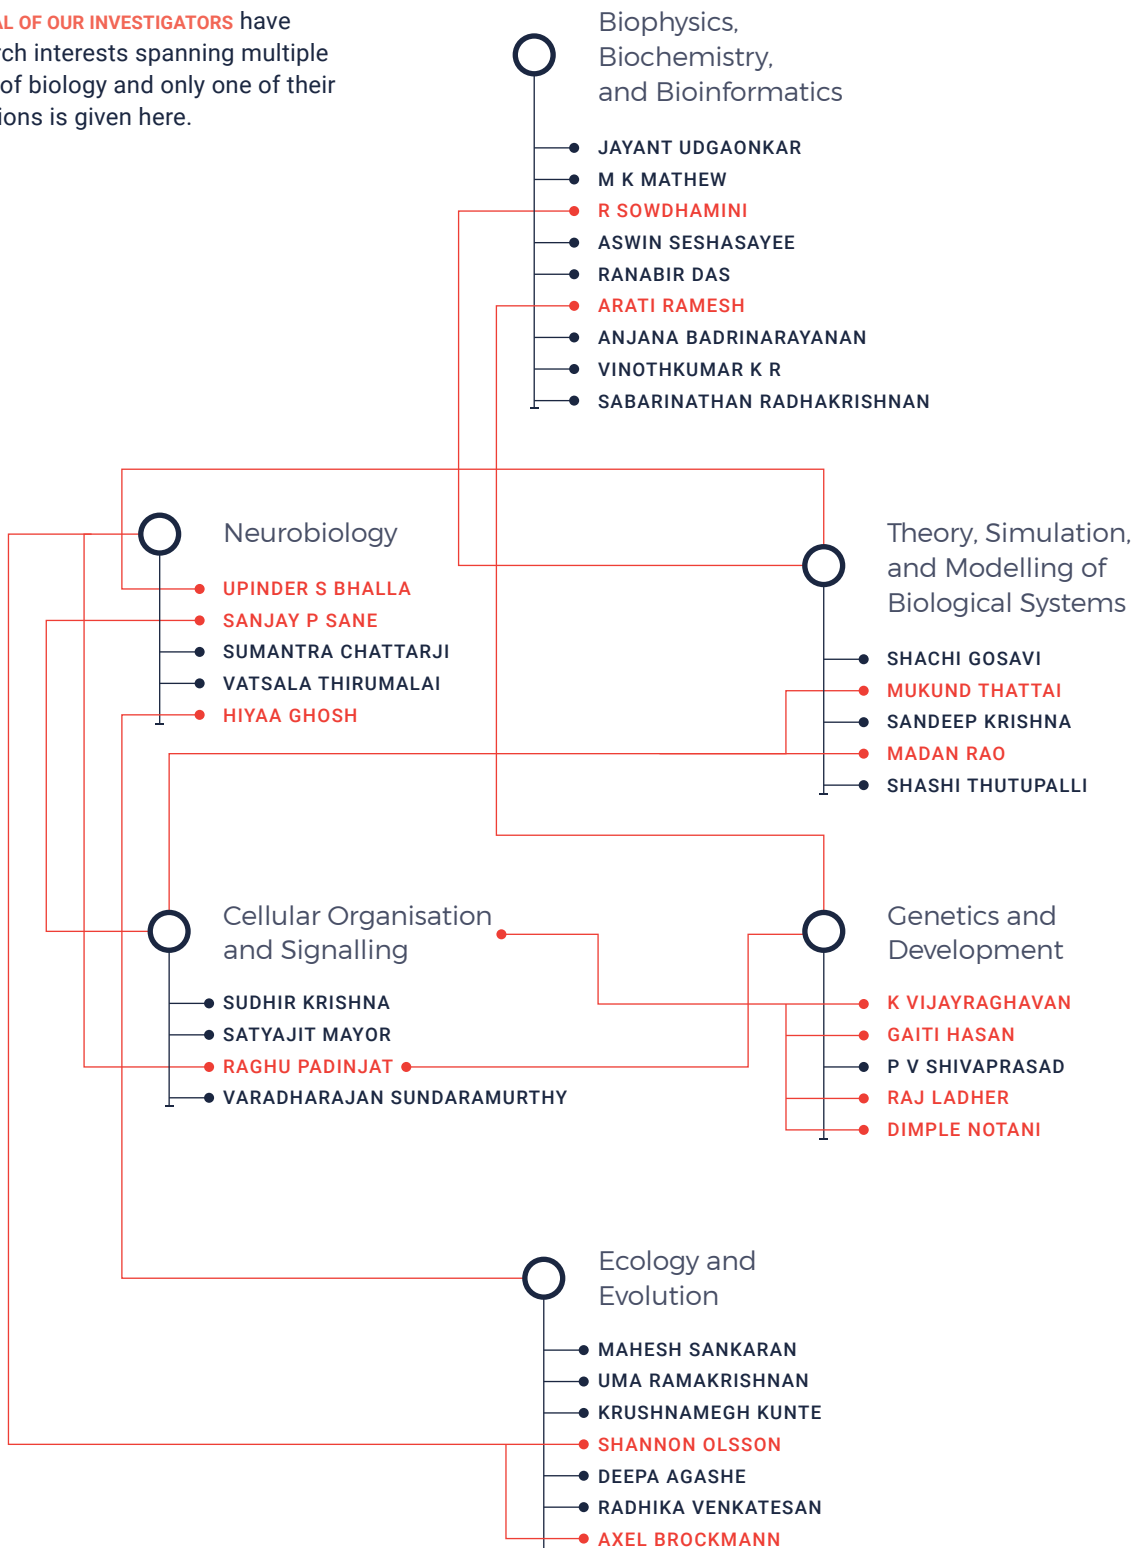 AL OF OUR INVESTIGATORS have
rch interests spanning multiple
of biology and only one of their
ions is given here.
Biophysics,
Biochemistry,
and Bioinformatics
JAYANT UDGAONKAR
M K MATHEW
R SOWDHAMINI
ASWIN SESHASAYEE
RANABIR DAS
ARATI RAMESH
ANJANA BADRINARAYANAN
VINOTHKUMAR K R
SABARINATHAN RADHAKRISHNAN
Neurobiology
UPINDER S BHALLA
SANJAY P SANE
SUMANTRA CHATTARJI
VATSALA THIRUMALAI
HIYAA GHOSH
Theory, Simulation,
and Modelling of
Biological Systems
SHACHI GOSAVI
MUKUND THATTAI
SANDEEP KRISHNA
MADAN RAO
SHASHI THUTUPALLI
Cellular Organisation
and Signalling
SUDHIR KRISHNA
SATYAJIT MAYOR
RAGHU PADINJAT
VARADHARAJAN SUNDARAMURTHY
Genetics and
Development
K VIJAYRAGHAVAN
GAITI HASAN
P V SHIVAPRASAD
RAJ LADHER
DIMPLE NOTANI
Ecology and
Evolution
MAHESH SANKARAN
UMA RAMAKRISHNAN
KRUSHNAMEGH KUNTE
SHANNON OLSSON
DEEPA AGASHE
RADHIKA VENKATESAN
AXEL BROCKMANN